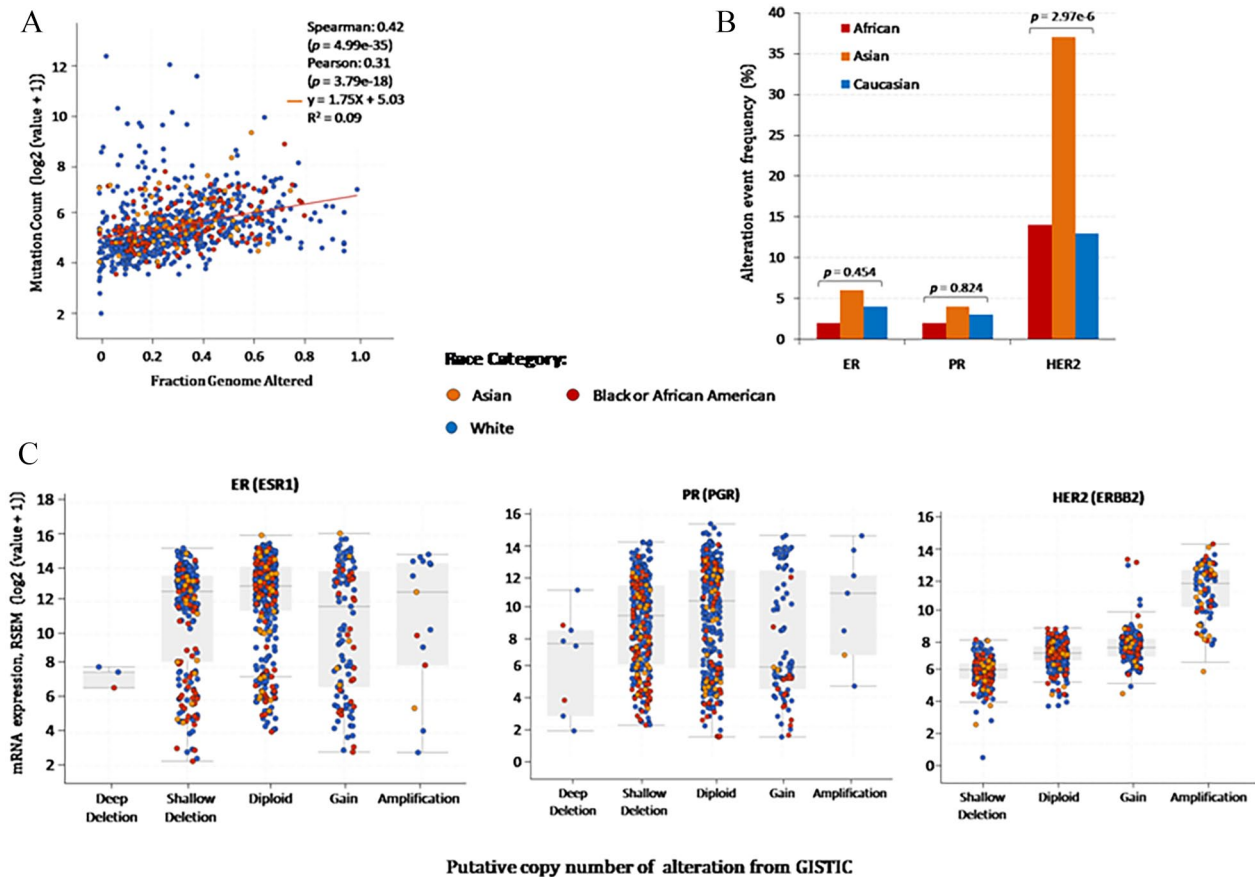 A
Spearman: 0.42
(p = 4.99e-35)
Pearson: 0.31
(p = 3.79e-18)
y = 1.75X + 5.03
R² = 0.09
Mutation Count (log2 (value + 1))
12
10
8
6
4
2
0
0.2
0.4
0.6
0.8
1.0
Fraction Genome Altered
B
Alteration event frequency (%)
40
35
30
25
20
15
10
5
0
African
Asian
Caucasian
p = 0.454
p = 0.824
p = 2.97e-6
ER
PR
HER2
Race Category:
Asian
Black or African American
White
C
mRNA expression, RSEM (log2 (value + 1))
ER (ESR1)
18
16
14
12
10
8
6
4
2
Deep
Deletion
Shallow
Deletion
Diploid
Gain
Amplification
PR (PGR)
16
14
12
10
8
6
4
2
0
Deep
Deletion
Shallow
Deletion
Diploid
Gain
Amplification
HER2 (ERBB2)
16
14
12
10
8
6
4
2
0
Shallow
Deletion
Diploid
Gain
Amplification
Putative copy number of alteration from GISTIC